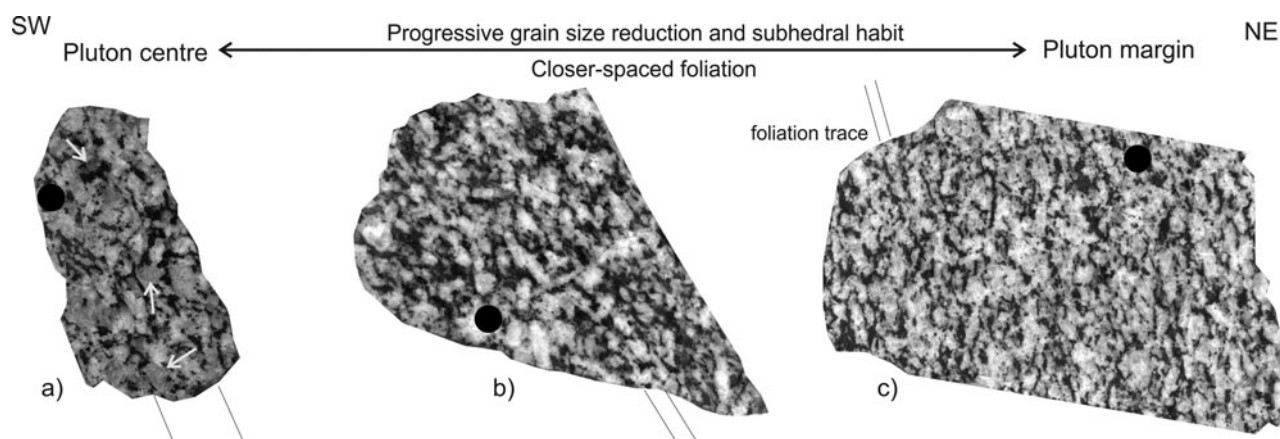 SW
NE
Progressive grain size reduction and subhedral habit
Pluton centre
Pluton margin
Closer-spaced foliation
foliation trace
a)
b)
c)